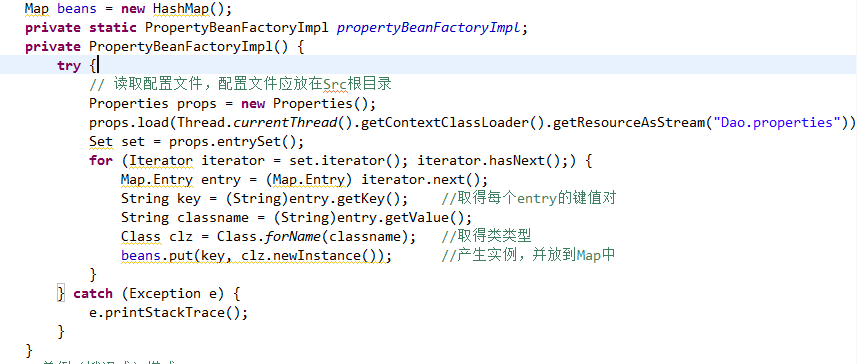 Map beans = new HashMap();
private static PropertyBeanFactoryImpl propertyBeanFactoryImpl;
private PropertyBeanFactoryImpl() {
try {
// 读取配置文件，配置文件应放在Src根目录
Properties props = new Properties();
props.load(Thread.currentThread().getContextClassLoader().getResourceAsStream("Dao.properties"))
Set set = props.entrySet();
for (Iterator iterator = set.iterator(); iterator.hasNext();) {
Map.Entry entry = (Map.Entry) iterator.next();
String key = (String)entry.getKey(); //取得每个entry的键值对
String classname = (String)entry.getValue();
Class clz = Class.forName(classname); //取得类类型
beans.put(key, clz.newInstance()); //产生实例，并放到Map中
}
} catch (Exception e) {
e.printStackTrace();
}
}